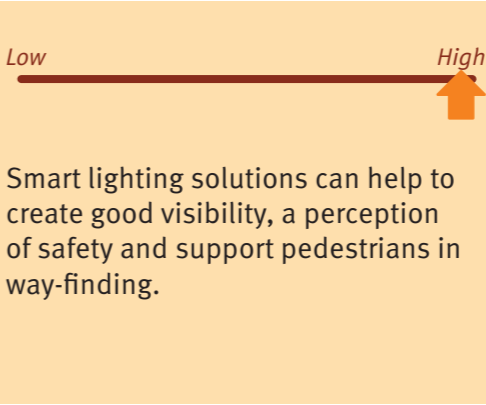 Low High
Smart lighting solutions can help to
create good visibility, a perception
of safety and support pedestrians in
way-finding.